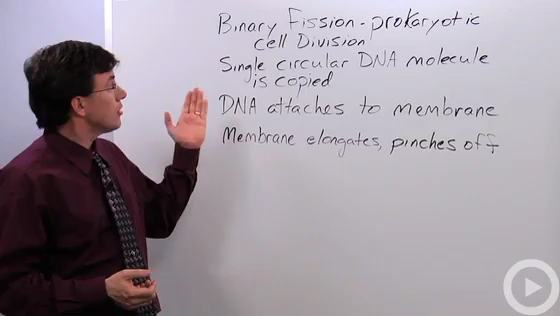 Binary Fission - prokaryotic
cell Division
Single circular DNA molecule
is copied
DNA attaches to membrane
Membrane elongates, pinches off